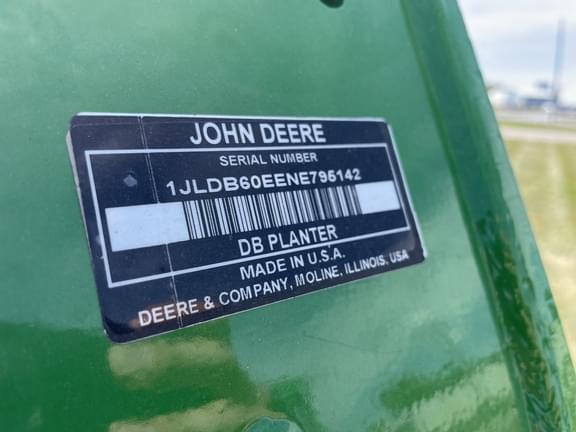 JOHN DEERE
SERIAL NUMBER
1JLDB60EENE795142
DB PLANTER
MADE IN U.S.A.
DEERE & COMPANY, MOLINE, ILLINOIS, USA